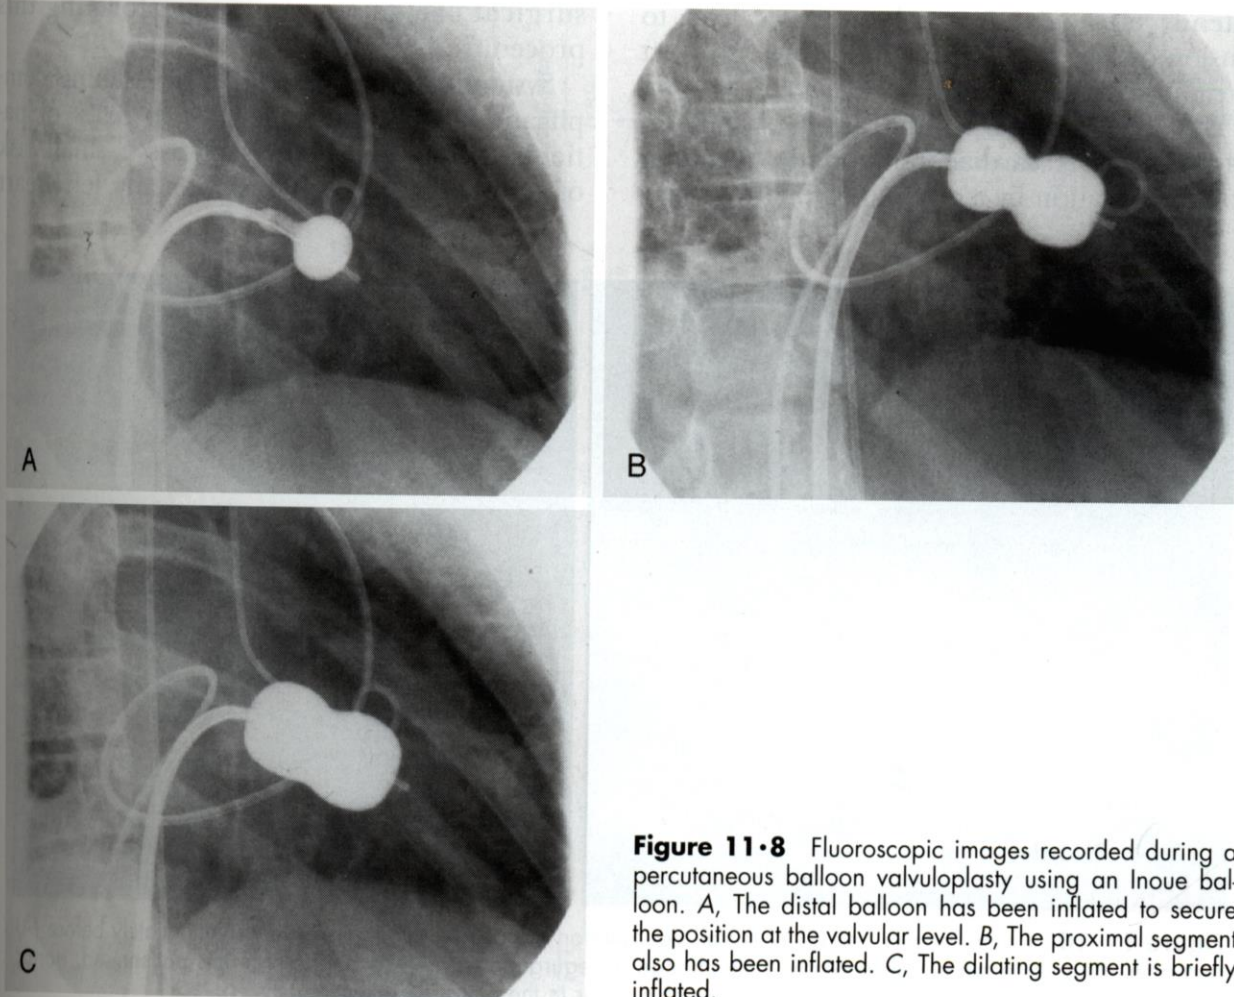 A
B
C
Figure 11•8 Fluoroscopic images recorded during a
percutaneous balloon valvuloplasty using an Inoue bal-
loon. A, The distal balloon has been inflated to secure
the position at the valvular level. B, The proximal segment
also has been inflated. C, The dilating segment is briefly
inflated.